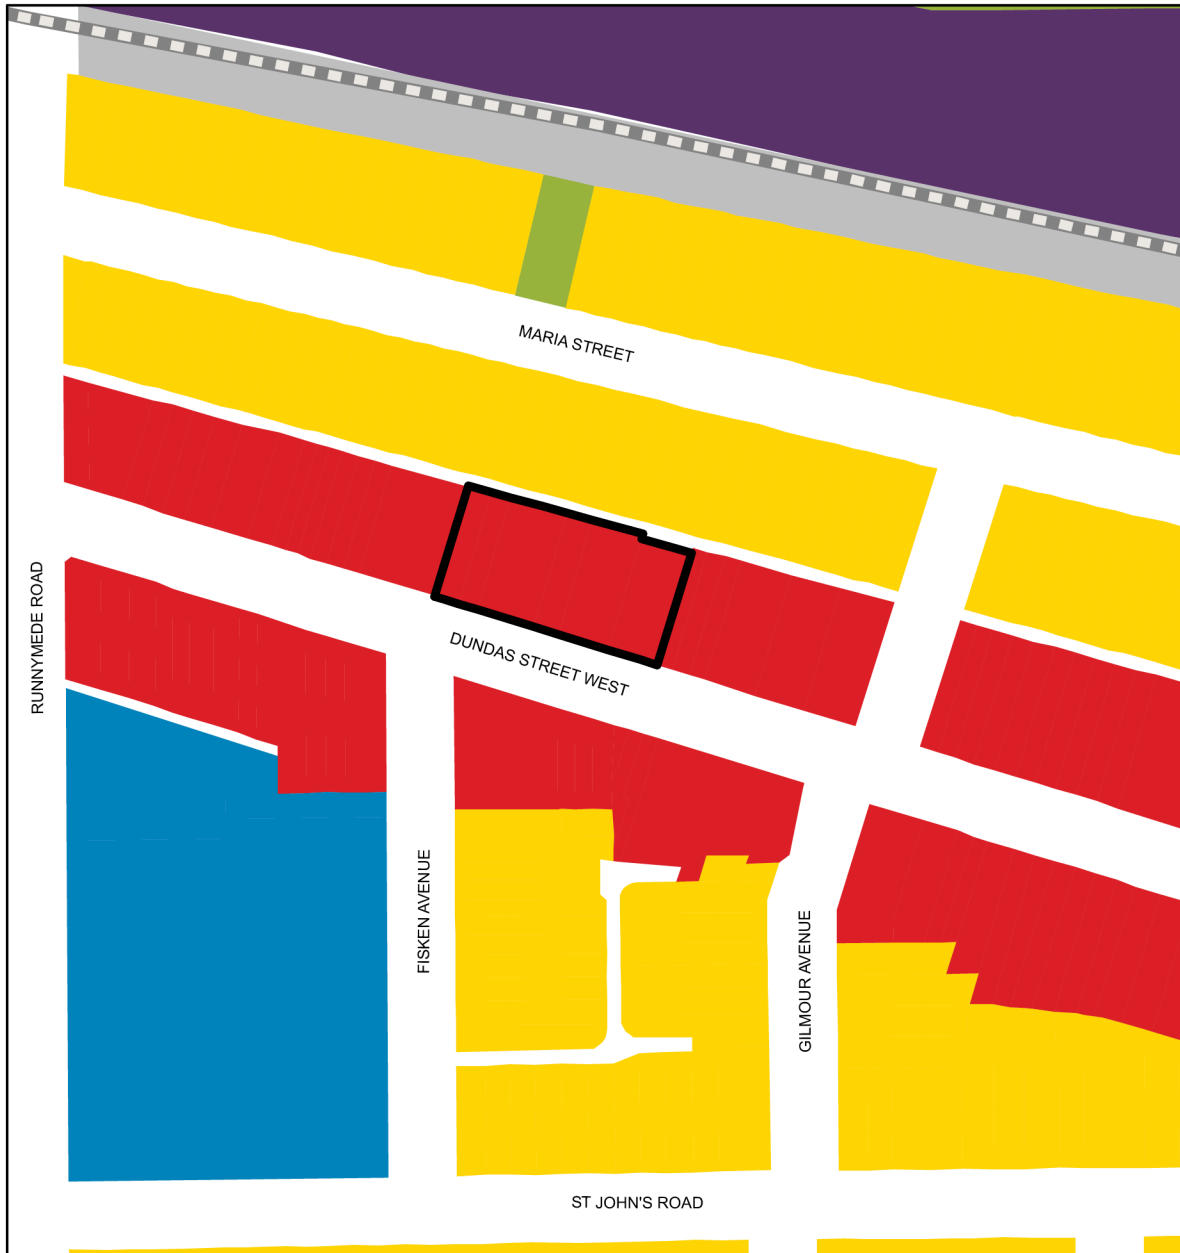 MARIA STREET
RUNNYMEDE ROAD
DUNDAS STREET WEST
FISKEN AVENUE
GILMOUR AVENUE
ST JOHN'S ROAD